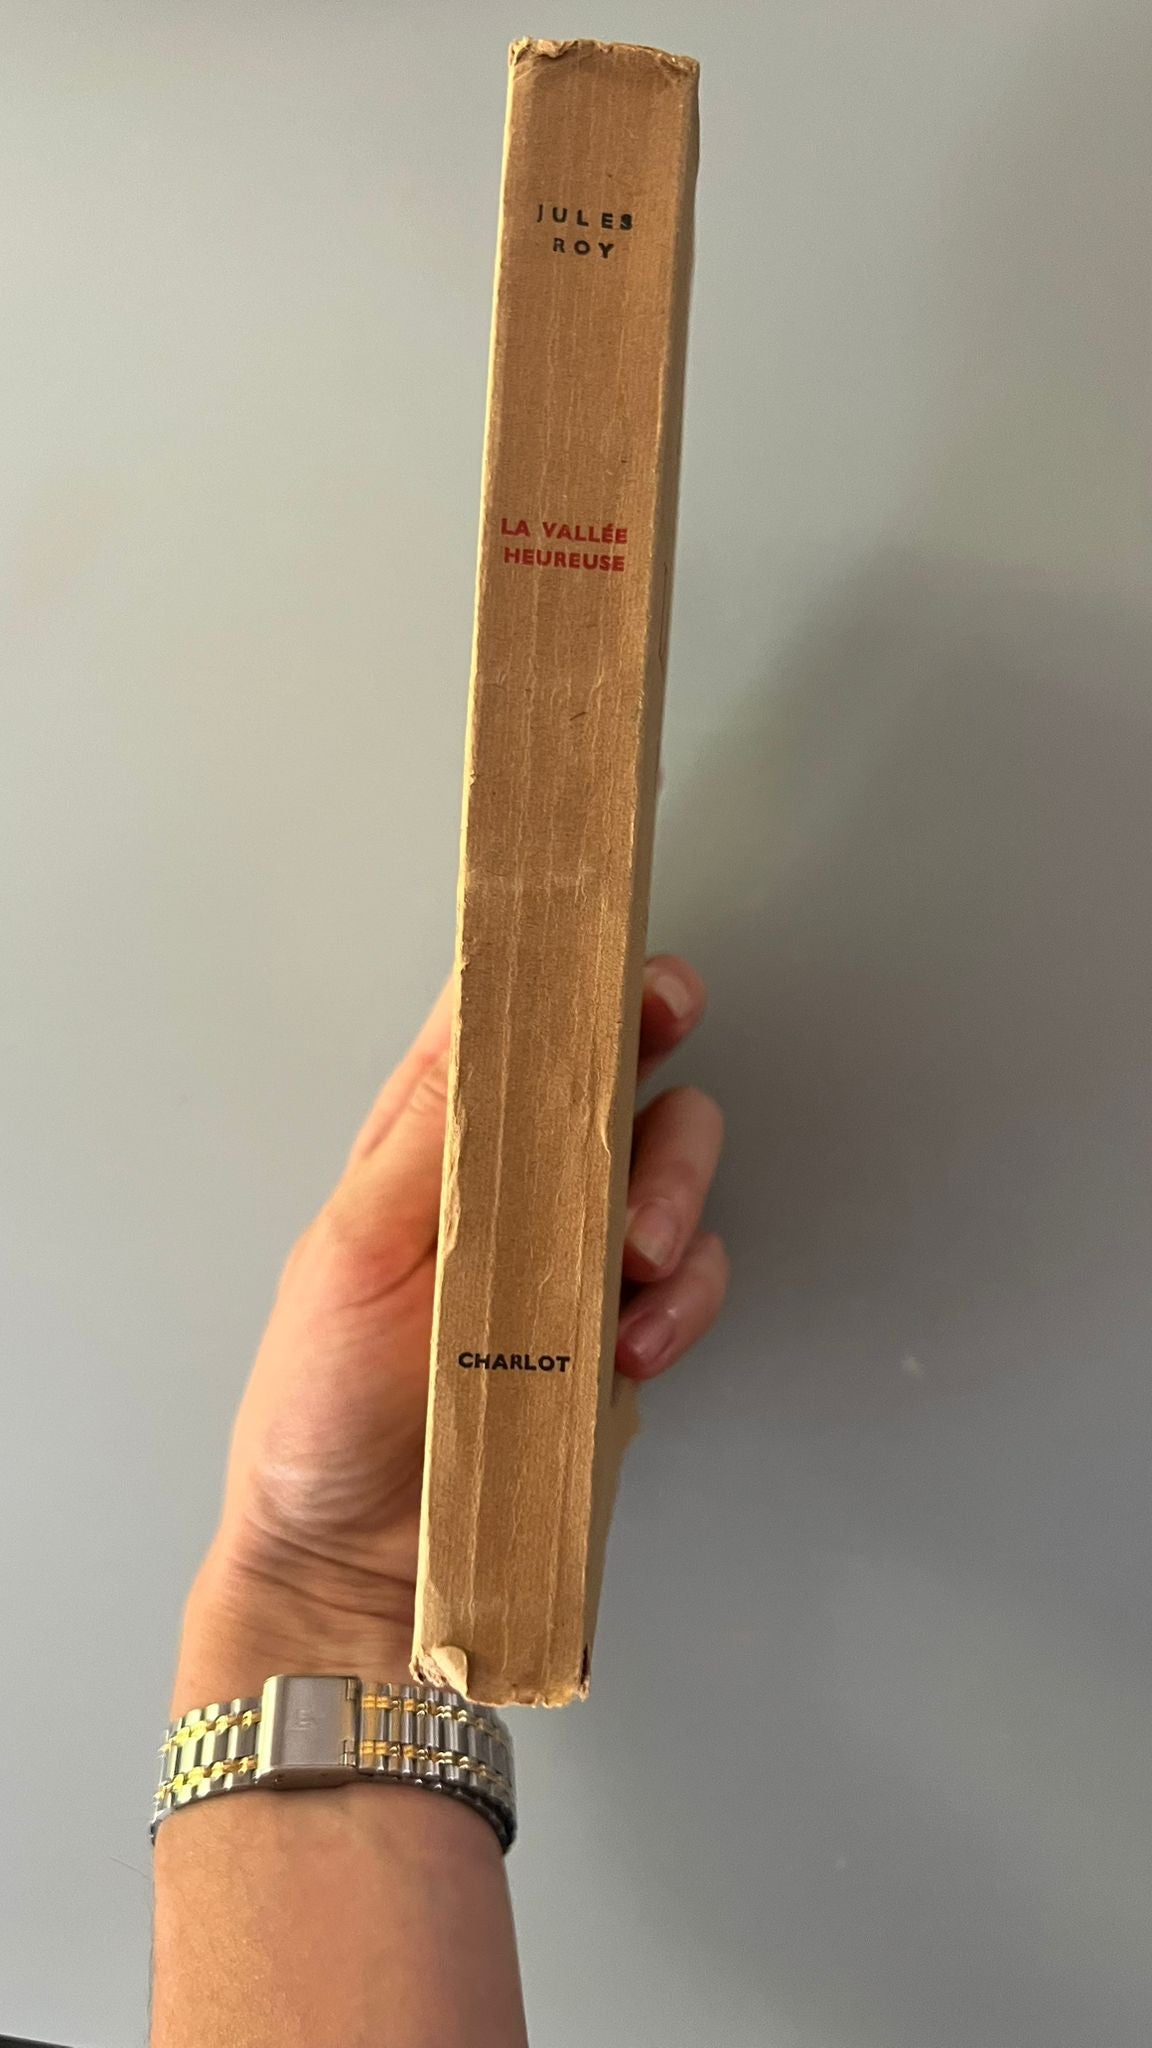 JULES
ROY
LA VALLÉE
HEUREUSE
CHARLOT